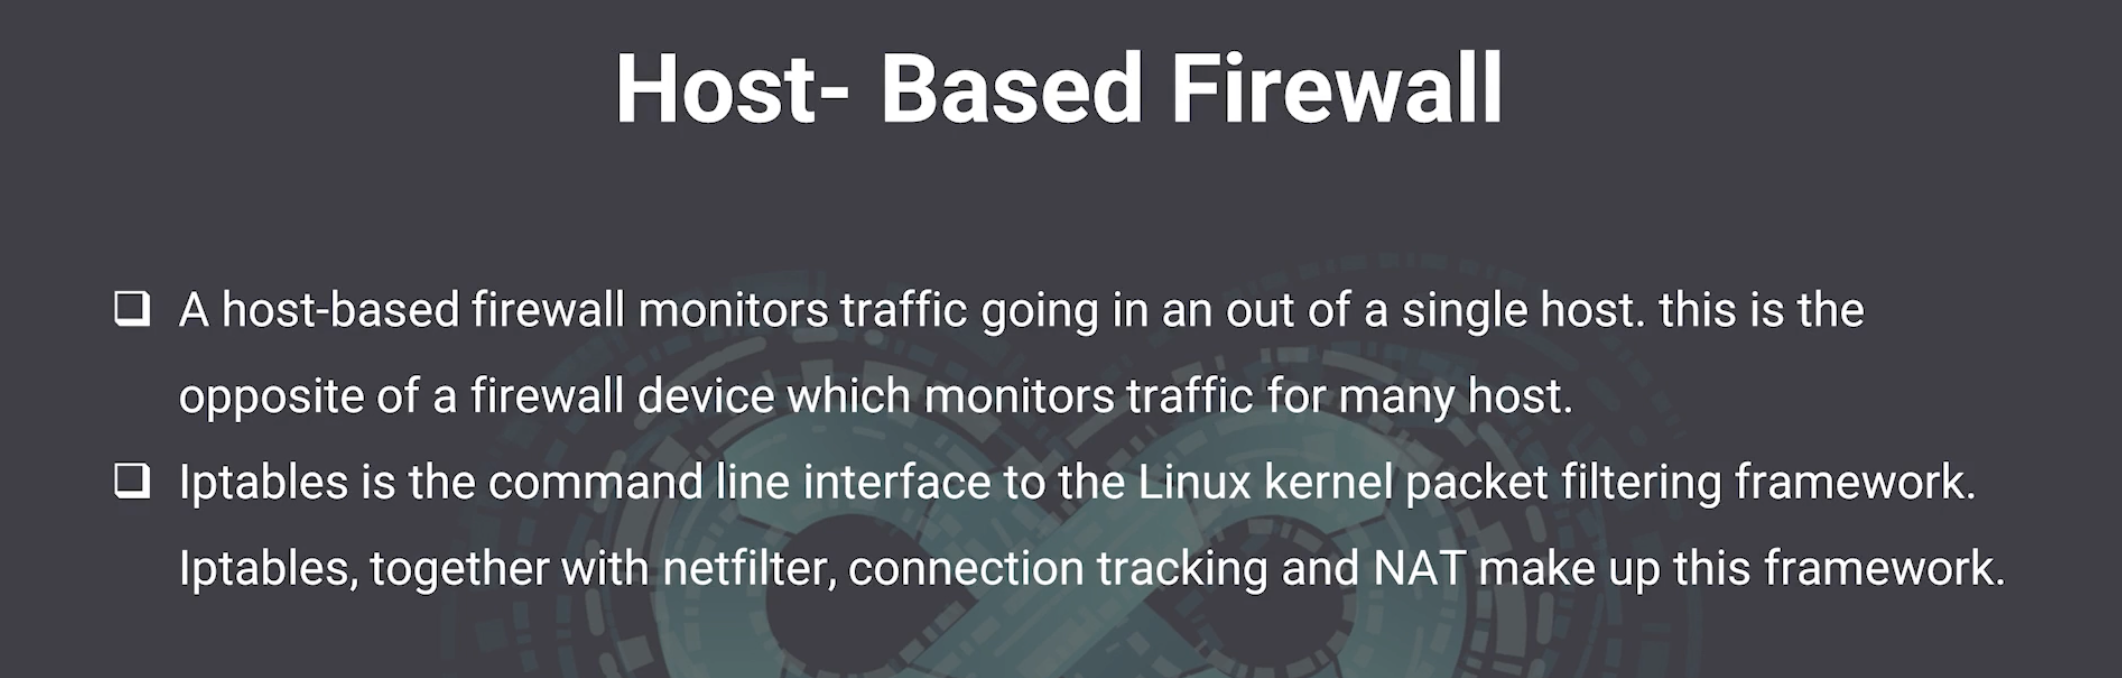 Host- Based Firewall
❑ A host-based firewall monitors traffic going in an out of a single host. this is the
opposite of a firewall device which monitors traffic for many host.
❑ Iptables is the command line interface to the Linux kernel packet filtering framework.
Iptables, together with netfilter, connection tracking and NAT make up this framework.